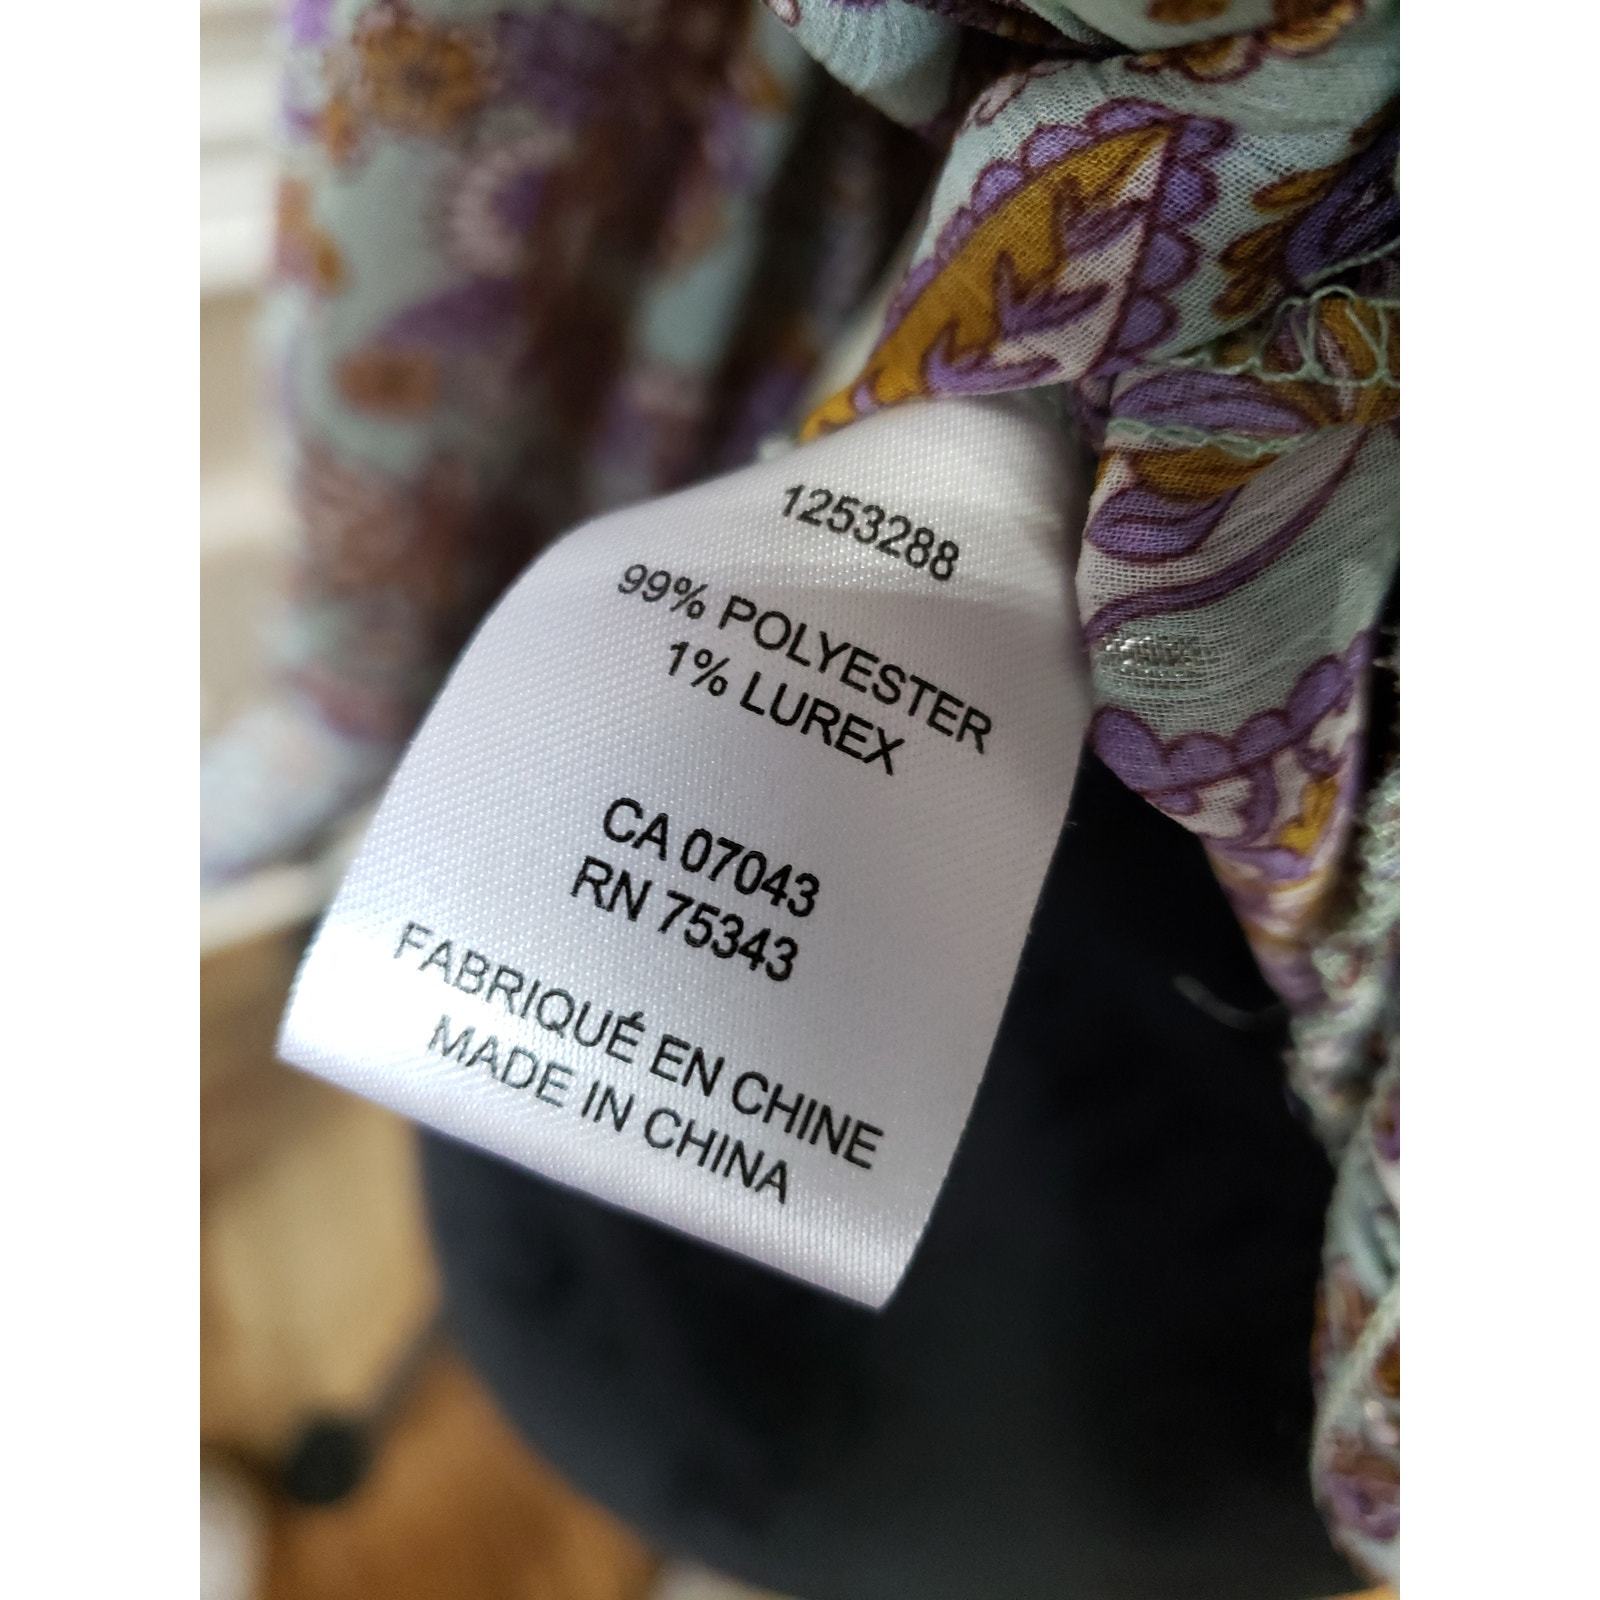 1253288
99% POLYESTER
1% LUREX
CA 07043
RN 75343
FABRIQUÉ EN CHINE
MADE IN CHINA